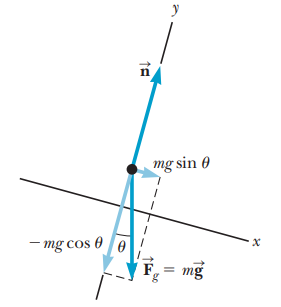 y
n⃗
mg sin θ
x
− mg cos θ
θ
F⃗g = mg⃗